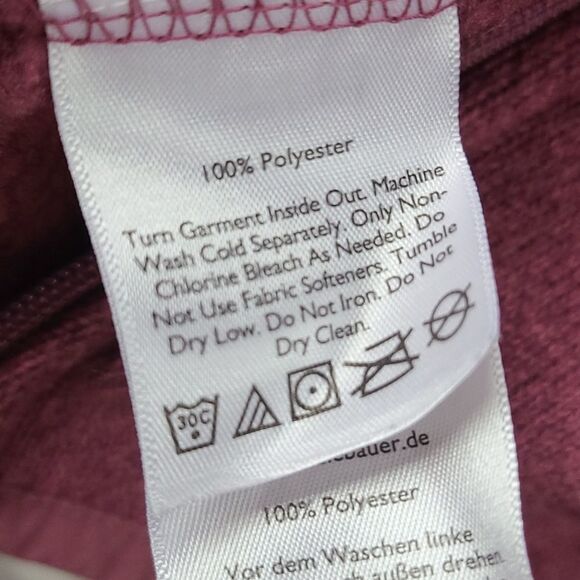 100% Polyester
Turn Garment Inside Out. Machine
Wash Cold Separately. Only Non-
Chlorine Bleach As Needed. Do
Not Use Fabric Softeners. Tumble
Dry Low. Do Not Iron. Do Not
Dry Clean.
30C
bauer.de
100% Polyester
Vor dem Waschen linke
außen drehen